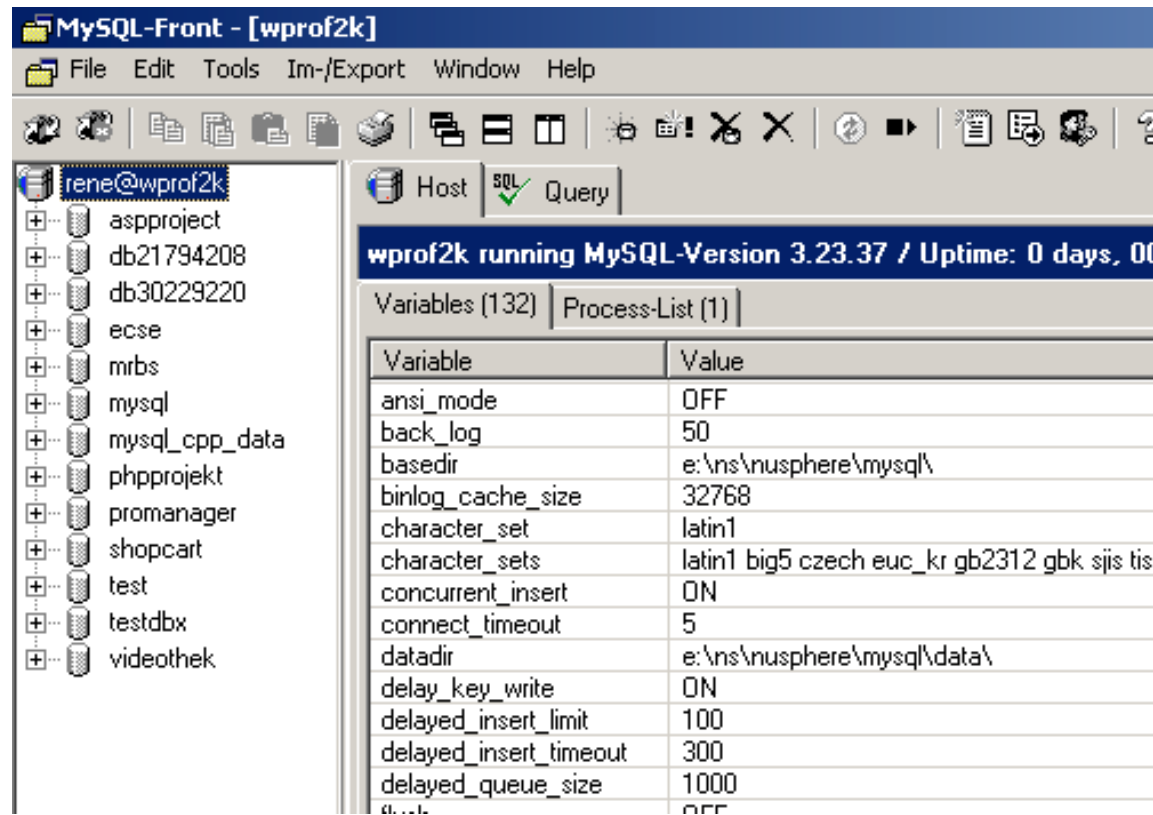 MySQL-Front - [wprof2k]
File Edit Tools Im-/Export Window Help
rene@wprof2k
aspproject
db21794208
db30229220
ecse
mrbs
mysql
mysql_cpp_data
phpprojekt
promanager
shopcart
test
testdbx
videothek
Host SQL Query
wprof2k running MySQL-Version 3.23.37 / Uptime: 0 days, 00
Variables (132) Process-List (1)
Variable Value
ansi_mode OFF
back_log 50
basedir e:\ns\nusphere\mysql\
binlog_cache_size 32768
character_set latin1
character_sets latin1 big5 czech euc_kr gb2312 gbk sjis tis
concurrent_insert ON
connect_timeout 5
datadir e:\ns\nusphere\mysql\data\
delay_key_write ON
delayed_insert_limit 100
delayed_insert_timeout 300
delayed_queue_size 1000